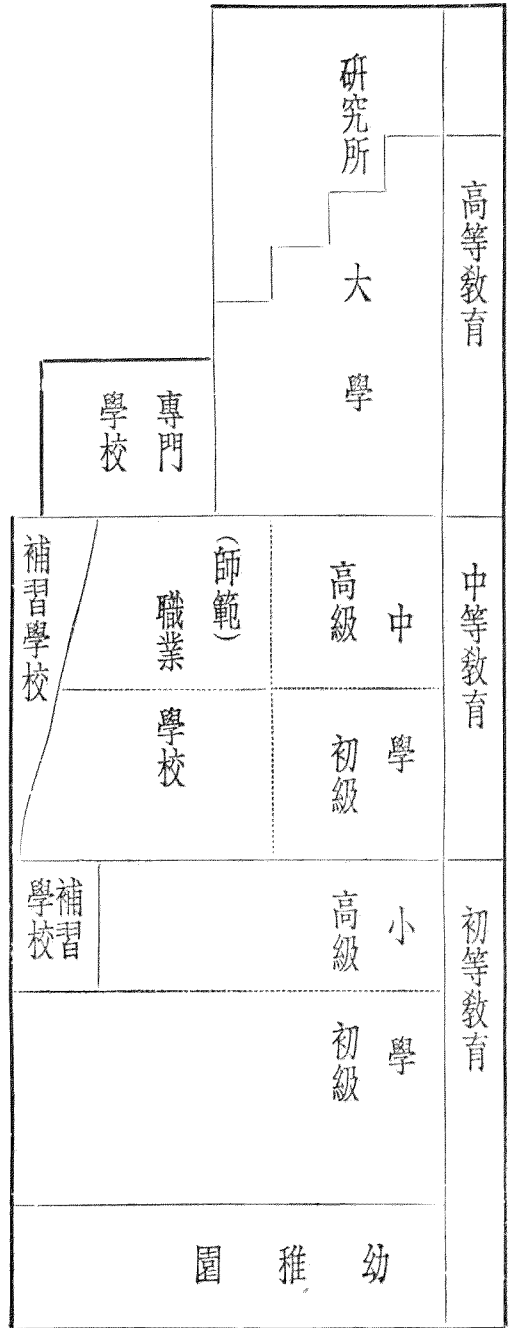 高等教育
研究所
大學
專門
學校
中等教育
中學
高級
初級
(師範)
職業學校
補習學校
初等教育
小學
高級
初級
補習
學校
幼稚園